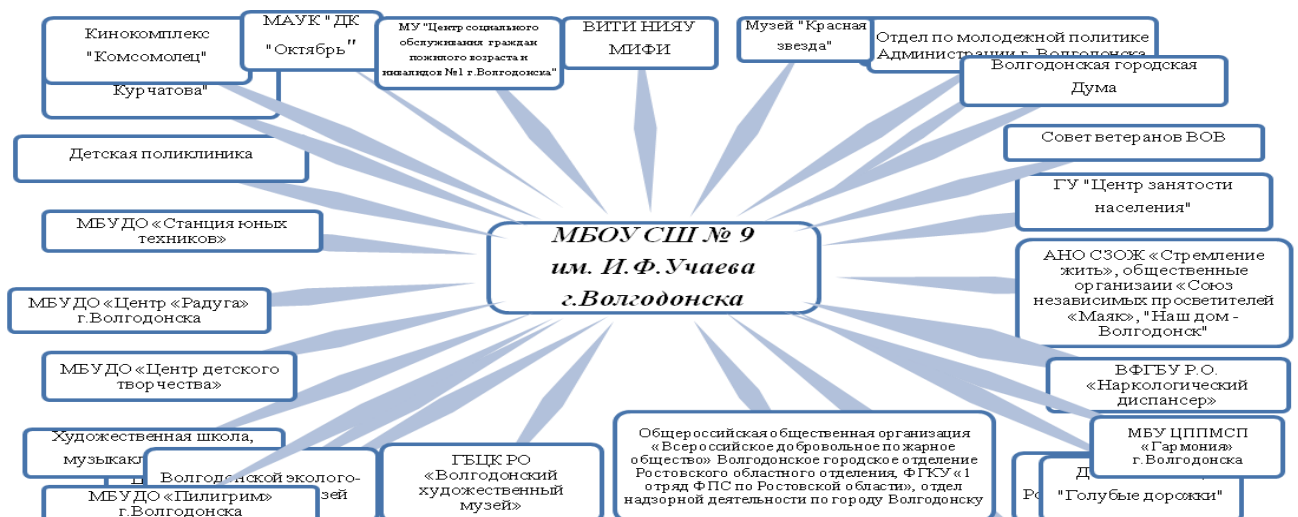 Кинокомплекс
"Комсомолец"
Курчатова"
МАУК "ДК
"Октябрь"
МУ "Центр социального
обслуживания граждан
пожилого возраста и
инвалидов №1 г.Волгодонска"
ВИТИ НИЯУ
МИФИ
Музей "Красная
звезда"
Отдел по молодежной политике
Администрации г. Волгодонска
Волгодонская городская
Дума
Детская поликлиника
Совет ветеранов ВОВ
ГУ "Центр занятости
населения"
МБУДО «Станция юных
техников»
МБОУ СШ № 9
им. И.Ф.Учаева
г.Волгодонска
АНО СЗОЖ «Стремление
жить», общественные
организаии «Союз
независимых просветителей
«Маяк», "Наш дом -
Волгодонск"
МБУДО «Центр «Радуга»
г.Волгодонска
МБУДО «Центр детского
творчества»
ВФГБУ Р.О.
«Наркологический
диспансер»
Художественная школа,
Волгодонской эколого-
МБУДО «Пилигрим»
г.Волгодонска
ГБЦК РО
«Волгодонский
художественный
музей»
Общероссийская общественная организация
«Всероссийское добровольное пожарное
общество» Волгодонское городское отделение
Ростовского областного отделения, ФГКУ «1
отряд ФПС по Ростовской области», отдел
надзорной деятельности по городу Волгодонску
МБУ ЦППМСП
«Гармония»
г.Волгодонска
"Голубые дорожки"